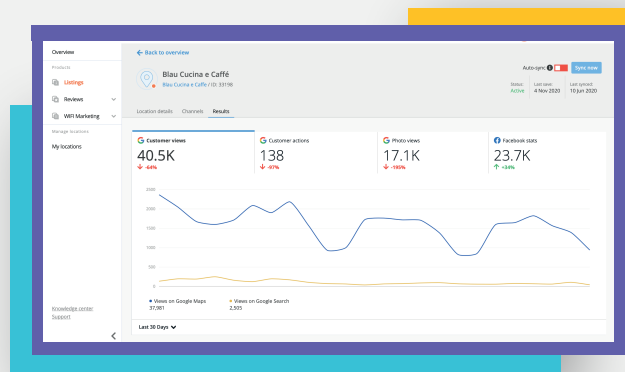 Overview
Products
Listings
Reviews
WiFi Marketing
Manage locations
My locations
Knowledge center
Support
← Back to overview
Blau Cucina e Caffé
Blau Cucina e Caffe / ID: 33198
Auto-sync
Sync now
Status Last save: Last synced:
Active 4 Nov 2020 10 Jun 2020
Location details Channels Results
Customer views
40.5K
-64%
Customer actions
138
-97%
Photo views
17.1K
-195%
Facebook stats
23.7K
+34%
2500
2000
1500
1000
500
0
Views on Google Maps
37,981
Views on Google Search
2,505
Last 30 Days